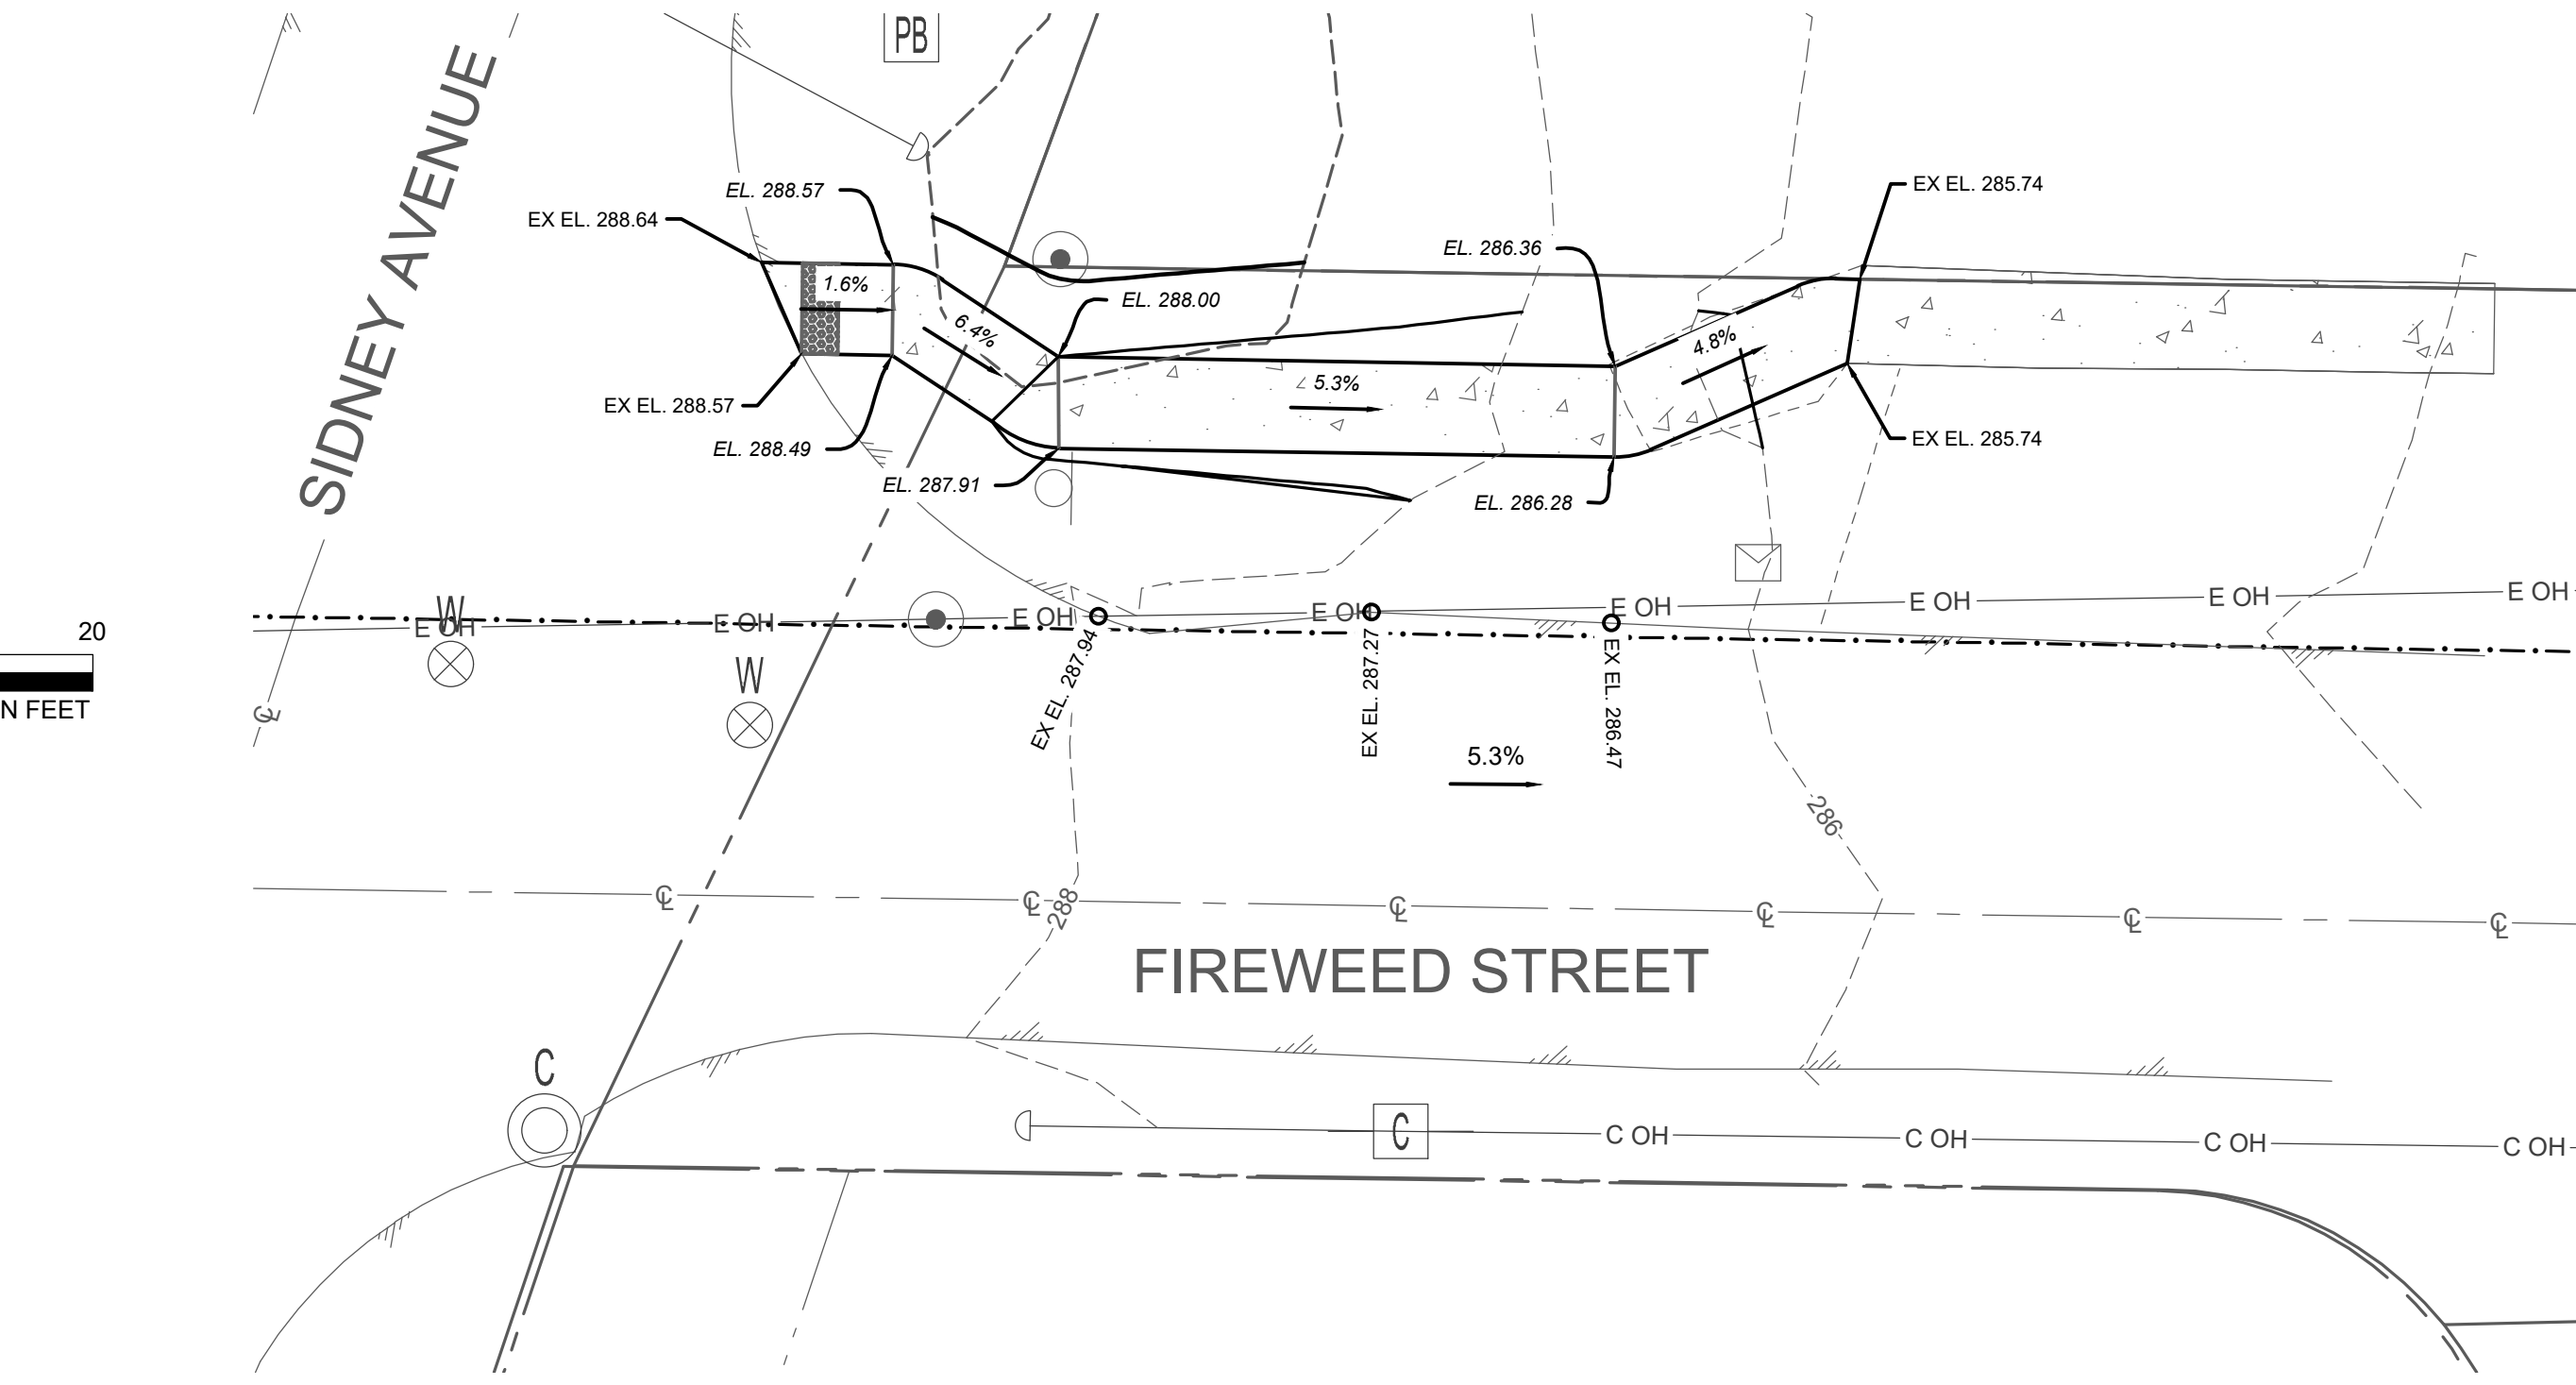 PB
SIDNEY AVENUE
EL. 288.57
EX EL. 288.64
EX EL. 285.74
EL. 286.36
1.6%
EL. 288.00
6.4%
4.8%
5.3%
EX EL. 288.57
EL. 288.49
EX EL. 285.74
EL. 287.91
EL. 286.28
W
E OH
E OH
E OH
E OH
E OH
E OH
E OH
E OH
20
N FEET
W
EX EL. 287.94
EX EL. 287.27
EX EL. 286.47
5.3%
286
℄
℄
℄
℄
℄
℄
℄
288
FIREWEED STREET
C
C
C OH
C OH
C OH
C OH